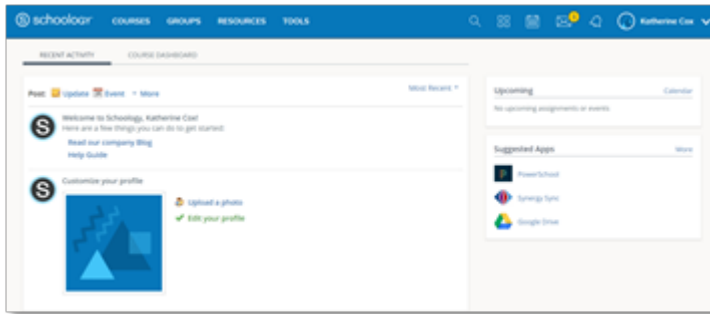 schoology COURSES GROUPS RESOURCES TOOLS 1 Katherine Cox
RECENT ACTIVITY COURSE DASHBOARD
Post: Update Event More Most Recent
Welcome to Schoology, Katherine Cox!
Here are a few things you can do to get started:
Read our company Blog
Help Guide
Customize your profile
Upload a photo
Edit your profile
Upcoming Calendar
No upcoming assignments or events
Suggested Apps More
PowerSchool
Synergy Sync
Google Drive